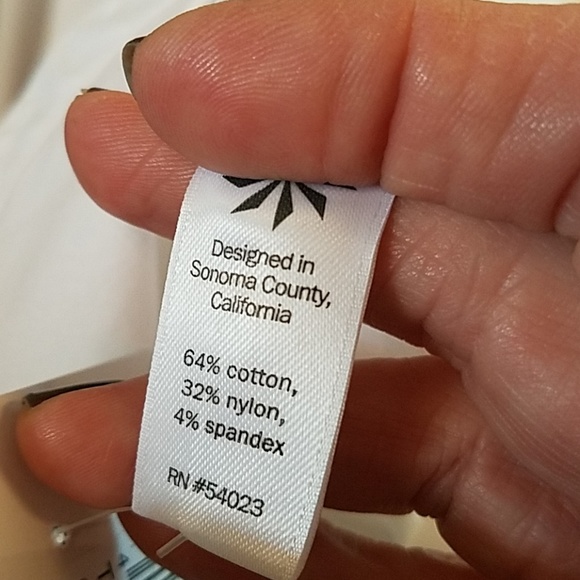 Designed in
Sonoma County,
California
64% cotton,
32% nylon,
4% spandex
RN #54023